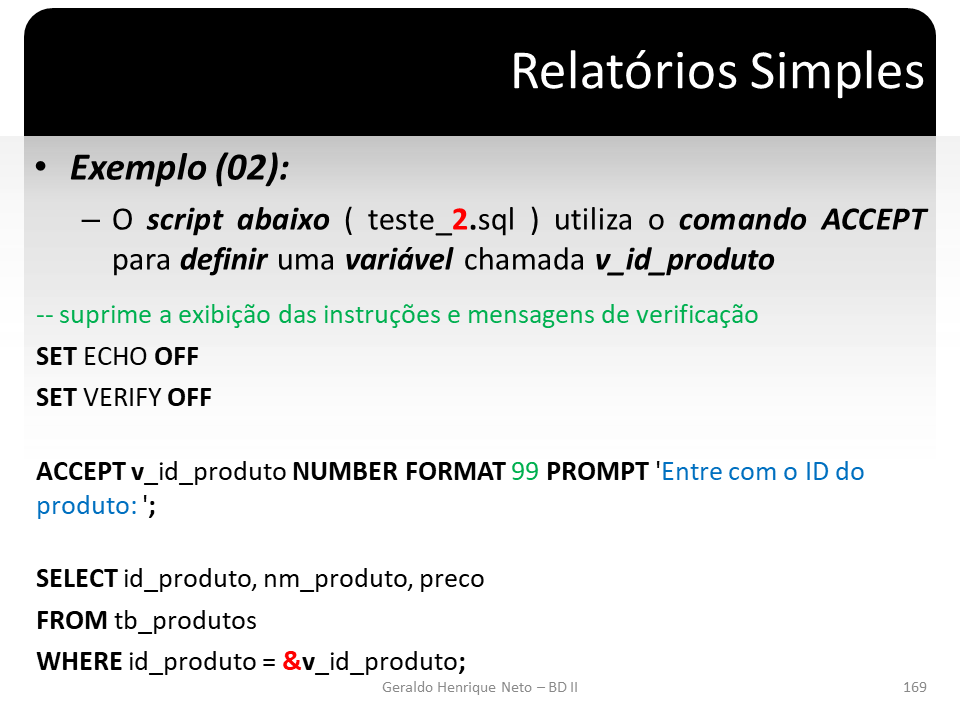 Relatórios Simples
• Exemplo (02):
– O script abaixo ( teste_2.sql ) utiliza o comando ACCEPT
para definir uma variável chamada v_id_produto
-- suprime a exibição das instruções e mensagens de verificação
SET ECHO OFF
SET VERIFY OFF
ACCEPT v_id_produto NUMBER FORMAT 99 PROMPT 'Entre com o ID do
produto: ';
SELECT id_produto, nm_produto, preco
FROM tb_produtos
WHERE id_produto = &v_id_produto;
Geraldo Henrique Neto – BD II
169